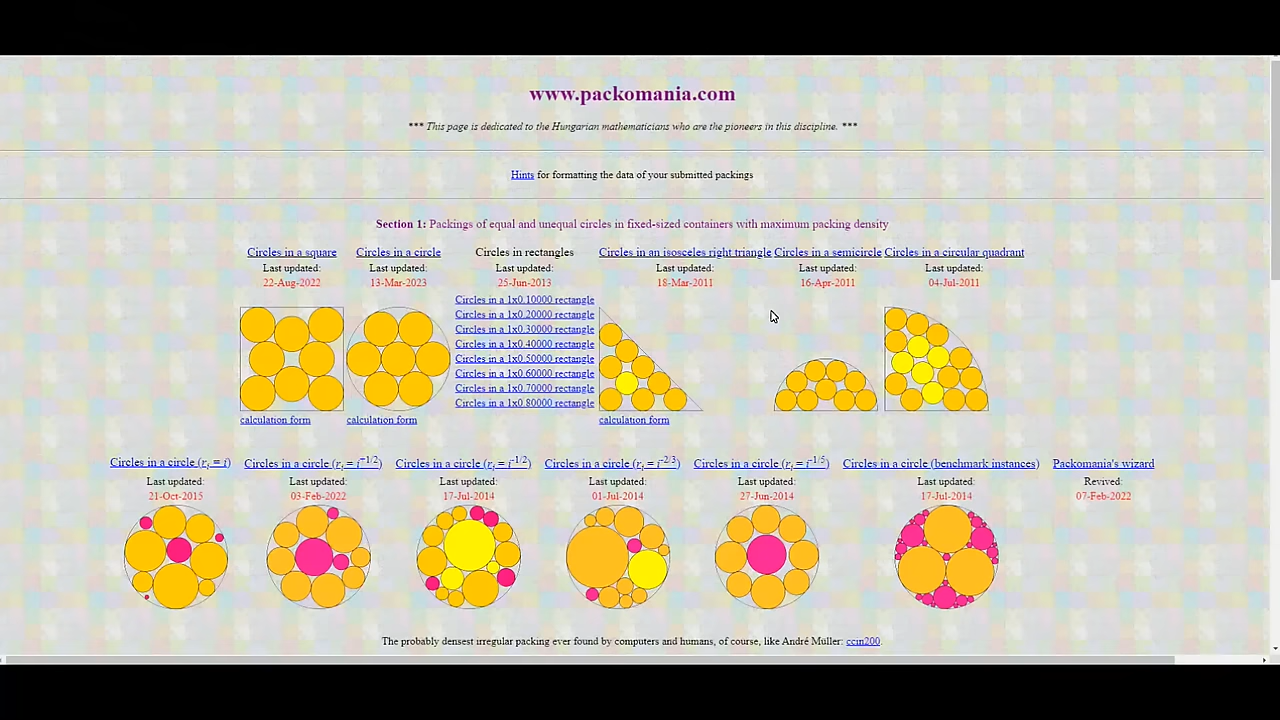 www.packomania.com
*** This page is dedicated to the Hungarian mathematicians who are the pioneers in this discipline. ***
Hints for formatting the data of your submitted packings
Section 1: Packings of equal and unequal circles in fixed-sized containers with maximum packing density
Circles in a square Circles in a circle Circles in rectangles Circles in an isosceles right triangle Circles in a semicircle Circles in a circular quadrant
Last updated: Last updated: Last updated: Last updated: Last updated: Last updated:
22-Aug-2022 13-Mar-2023 25-Jun-2013 18-Mar-2011 16-Apr-2011 04-Jul-2011
Circles in a 1x0.10000 rectangle
Circles in a 1x0.20000 rectangle
Circles in a 1x0.30000 rectangle
Circles in a 1x0.40000 rectangle
Circles in a 1x0.50000 rectangle
Circles in a 1x0.60000 rectangle
Circles in a 1x0.70000 rectangle
Circles in a 1x0.80000 rectangle
calculation form calculation form calculation form
Circles in a circle (rᵢ = i) Circles in a circle (rᵢ = i^-1/2) Circles in a circle (rᵢ = i^-1/2) Circles in a circle (rᵢ = i^-2/3) Circles in a circle (rᵢ = i^-1/5) Circles in a circle (benchmark instances) Packomania's wizard
Last updated: Last updated: Last updated: Last updated: Last updated: Last updated: Revived:
21-Oct-2015 03-Feb-2022 17-Jul-2014 01-Jul-2014 27-Jun-2014 17-Jul-2014 07-Feb-2022
The probably densest irregular packing ever found by computers and humans, of course, like André Müller: ccin200.